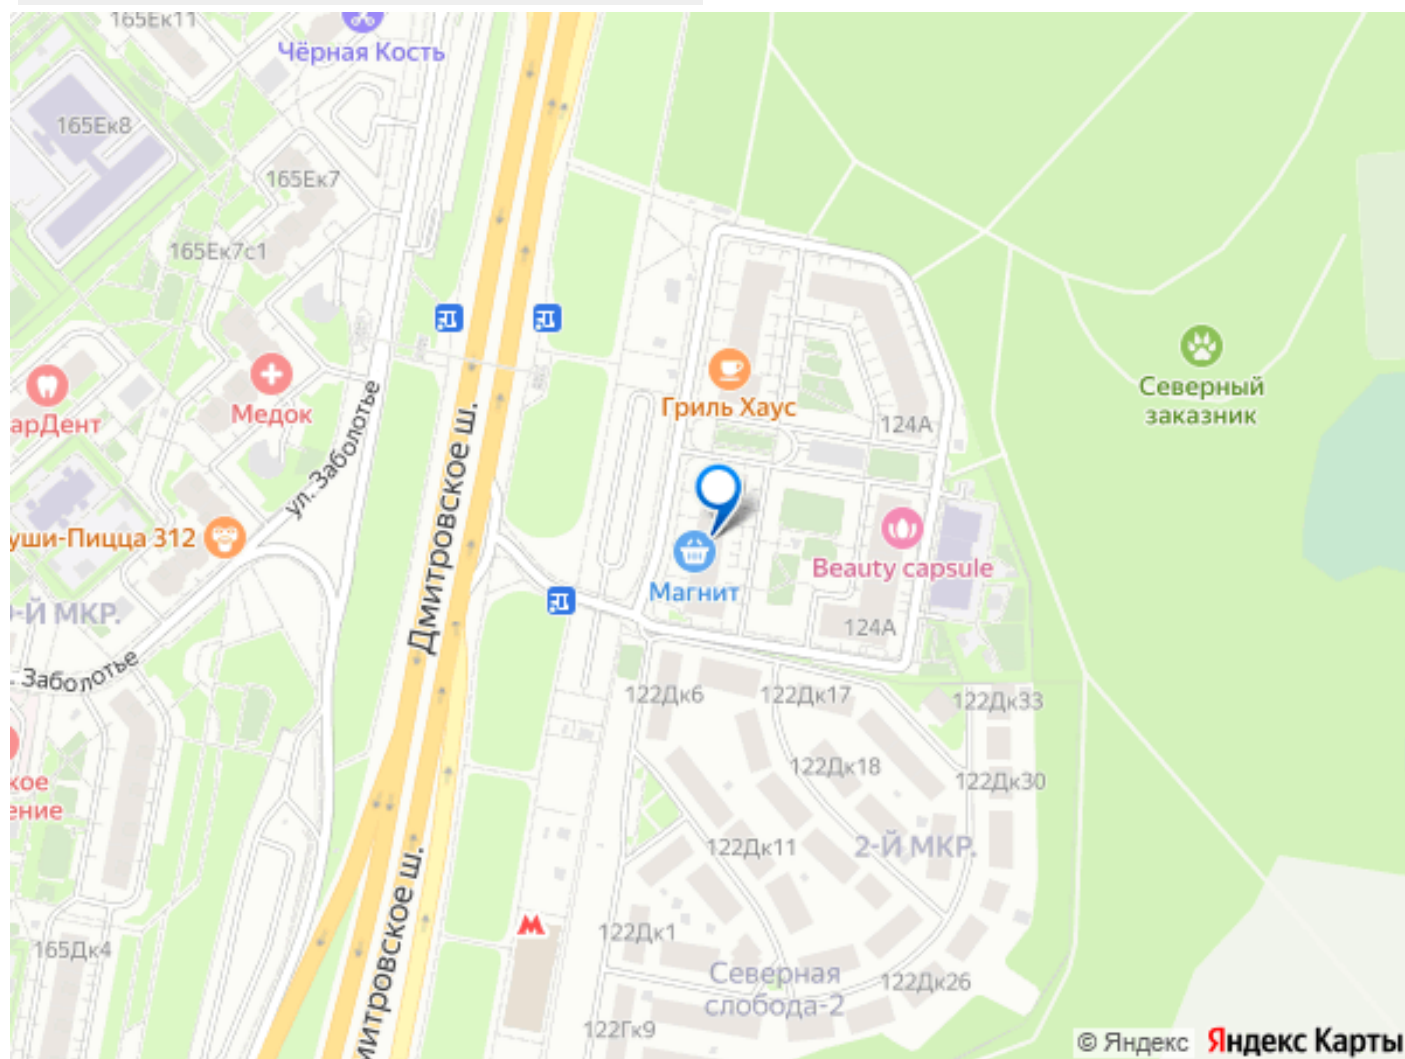 165Ек11
Чёрная Кость
165Ек8
165Ек7
165Ек7с1
Северный
заказник
Медок
арДент
Гриль Хаус
124А
ул. Заболотье
Дмитровское ш.
уши-Пицца 312
Beauty capsule
Магнит
-Й МКР.
124А
. Заболотье
122Дк6
122Дк17
122Дк33
122Дк18
122Дк30
кое
ение
122Дк11
2-Й МКР.
митровское ш.
М
122Дк1
165Дк4
Северная
слобода-2
122Дк26
122Гк9
© Яндекс Яндекс Карты